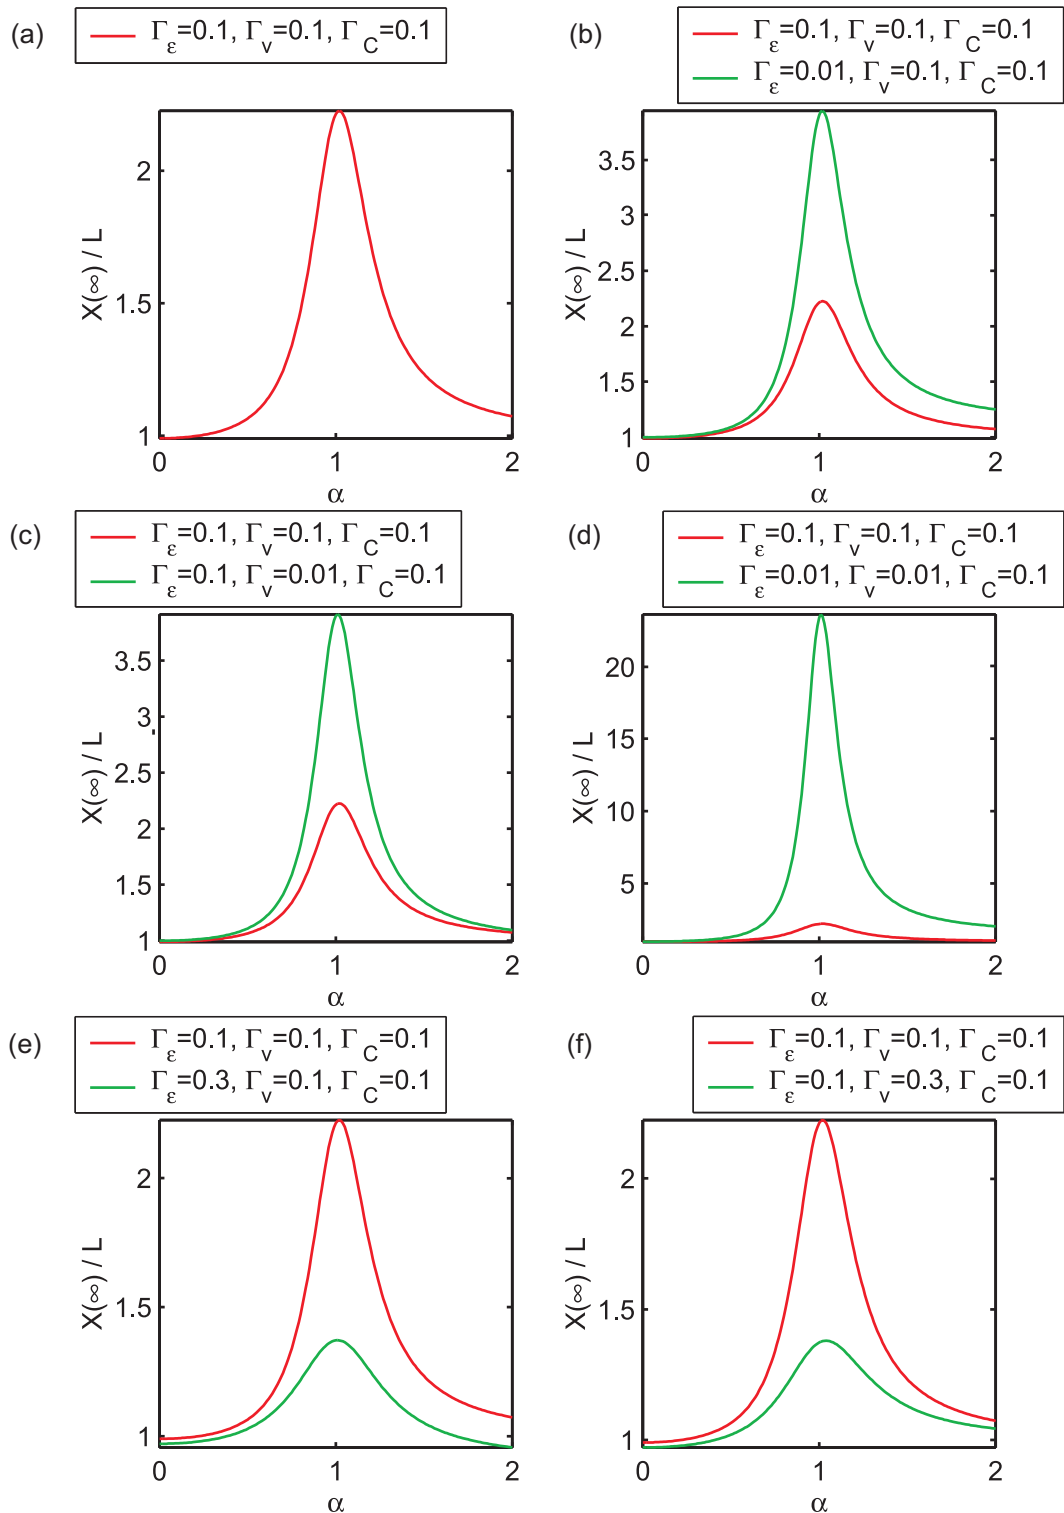 (a)
Γε=0.1, Γv=0.1, ΓC=0.1
2
1.5
1
X(∞) / L
0 1 2
α
(b)
Γε=0.1, Γv=0.1, ΓC=0.1
Γε=0.01, Γv=0.1, ΓC=0.1
3.5
3
2.5
2
1.5
1
X(∞) / L
0 1 2
α
(c)
Γε=0.1, Γv=0.1, ΓC=0.1
Γε=0.1, Γv=0.01, ΓC=0.1
3.5
3
2.5
2
1.5
1
X(∞) / L
0 1 2
α
(d)
Γε=0.1, Γv=0.1, ΓC=0.1
Γε=0.01, Γv=0.01, ΓC=0.1
20
15
10
5
X(∞) / L
0 1 2
α
(e)
Γε=0.1, Γv=0.1, ΓC=0.1
Γε=0.3, Γv=0.1, ΓC=0.1
2
1.5
1
X(∞) / L
0 1 2
α
(f)
Γε=0.1, Γv=0.1, ΓC=0.1
Γε=0.1, Γv=0.3, ΓC=0.1
2
1.5
1
X(∞) / L
0 1 2
α